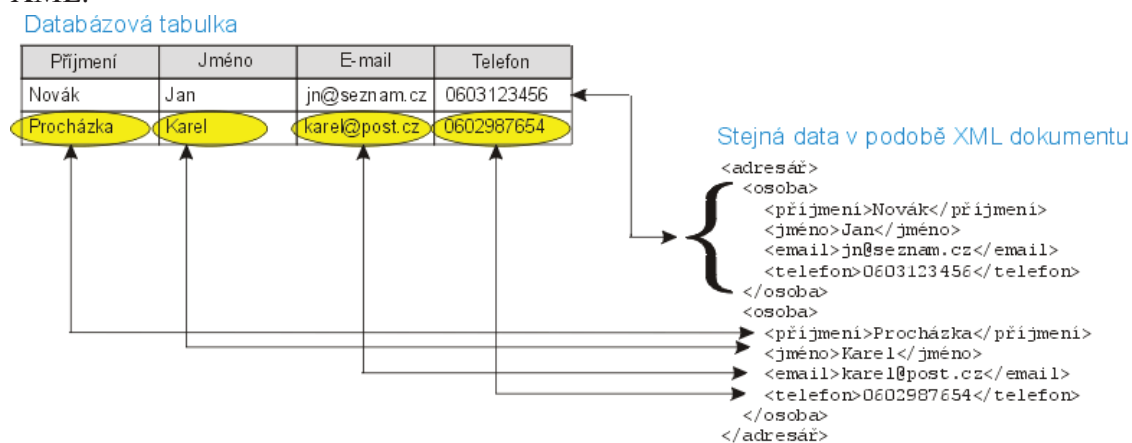 XML:
Databázová tabulka
Příjmení Jméno E-mail Telefon
Novák Jan jn@seznam.cz 0603123456
Procházka Karel karel@post.cz 0602987654
Stejná data v podobě XML dokumentu
<adresář>
<osoba>
<příjmení>Novák</příjmení>
<jméno>Jan</jméno>
<email>jn@seznam.cz</email>
<telefon>0603123456</telefon>
</osoba>
<osoba>
<příjmení>Procházka</příjmení>
<jméno>Karel</jméno>
<email>karel@post.cz</email>
<telefon>0602987654</telefon>
</osoba>
</adresář>